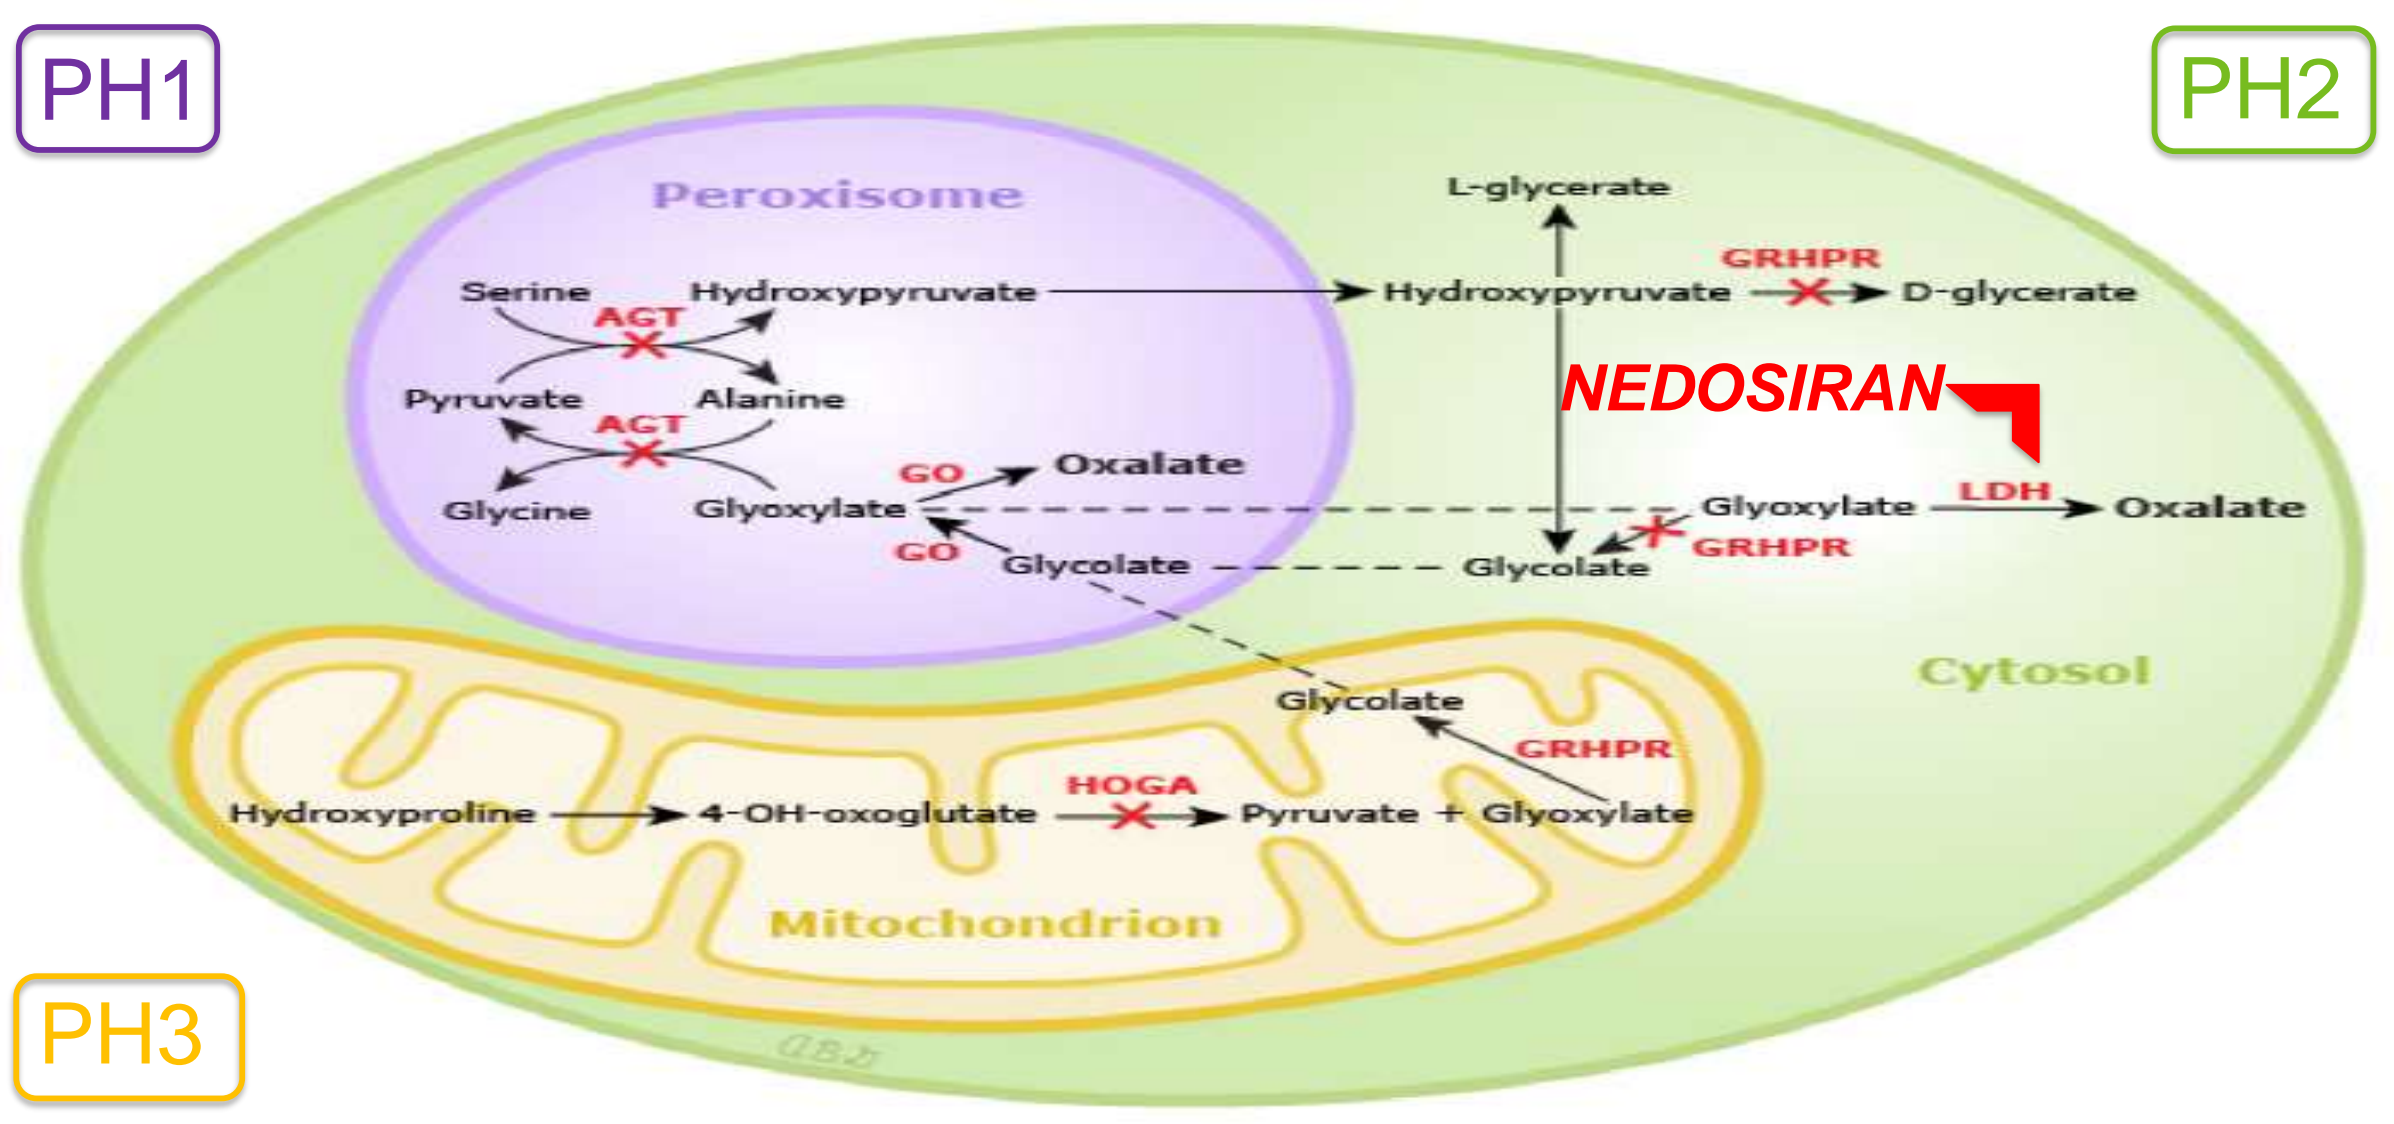 PH1
PH2
Peroxisome
L-glycerate
GRHPR
Serine
Hydroxypyruvate
Hydroxypyruvate
D-glycerate
AGT
NEDOSIRAN
Pyruvate
Alanine
AGT
GO
Oxalate
LDH
Glycine
Glyoxylate
Glyoxylate
Oxalate
GO
Glycolate
Glycolate
GRHPR
Cytosol
Glycolate
GRHPR
HOGA
Hydroxyproline
4-OH-oxoglutate
Pyruvate + Glyoxylate
Mitochondrion
PH3